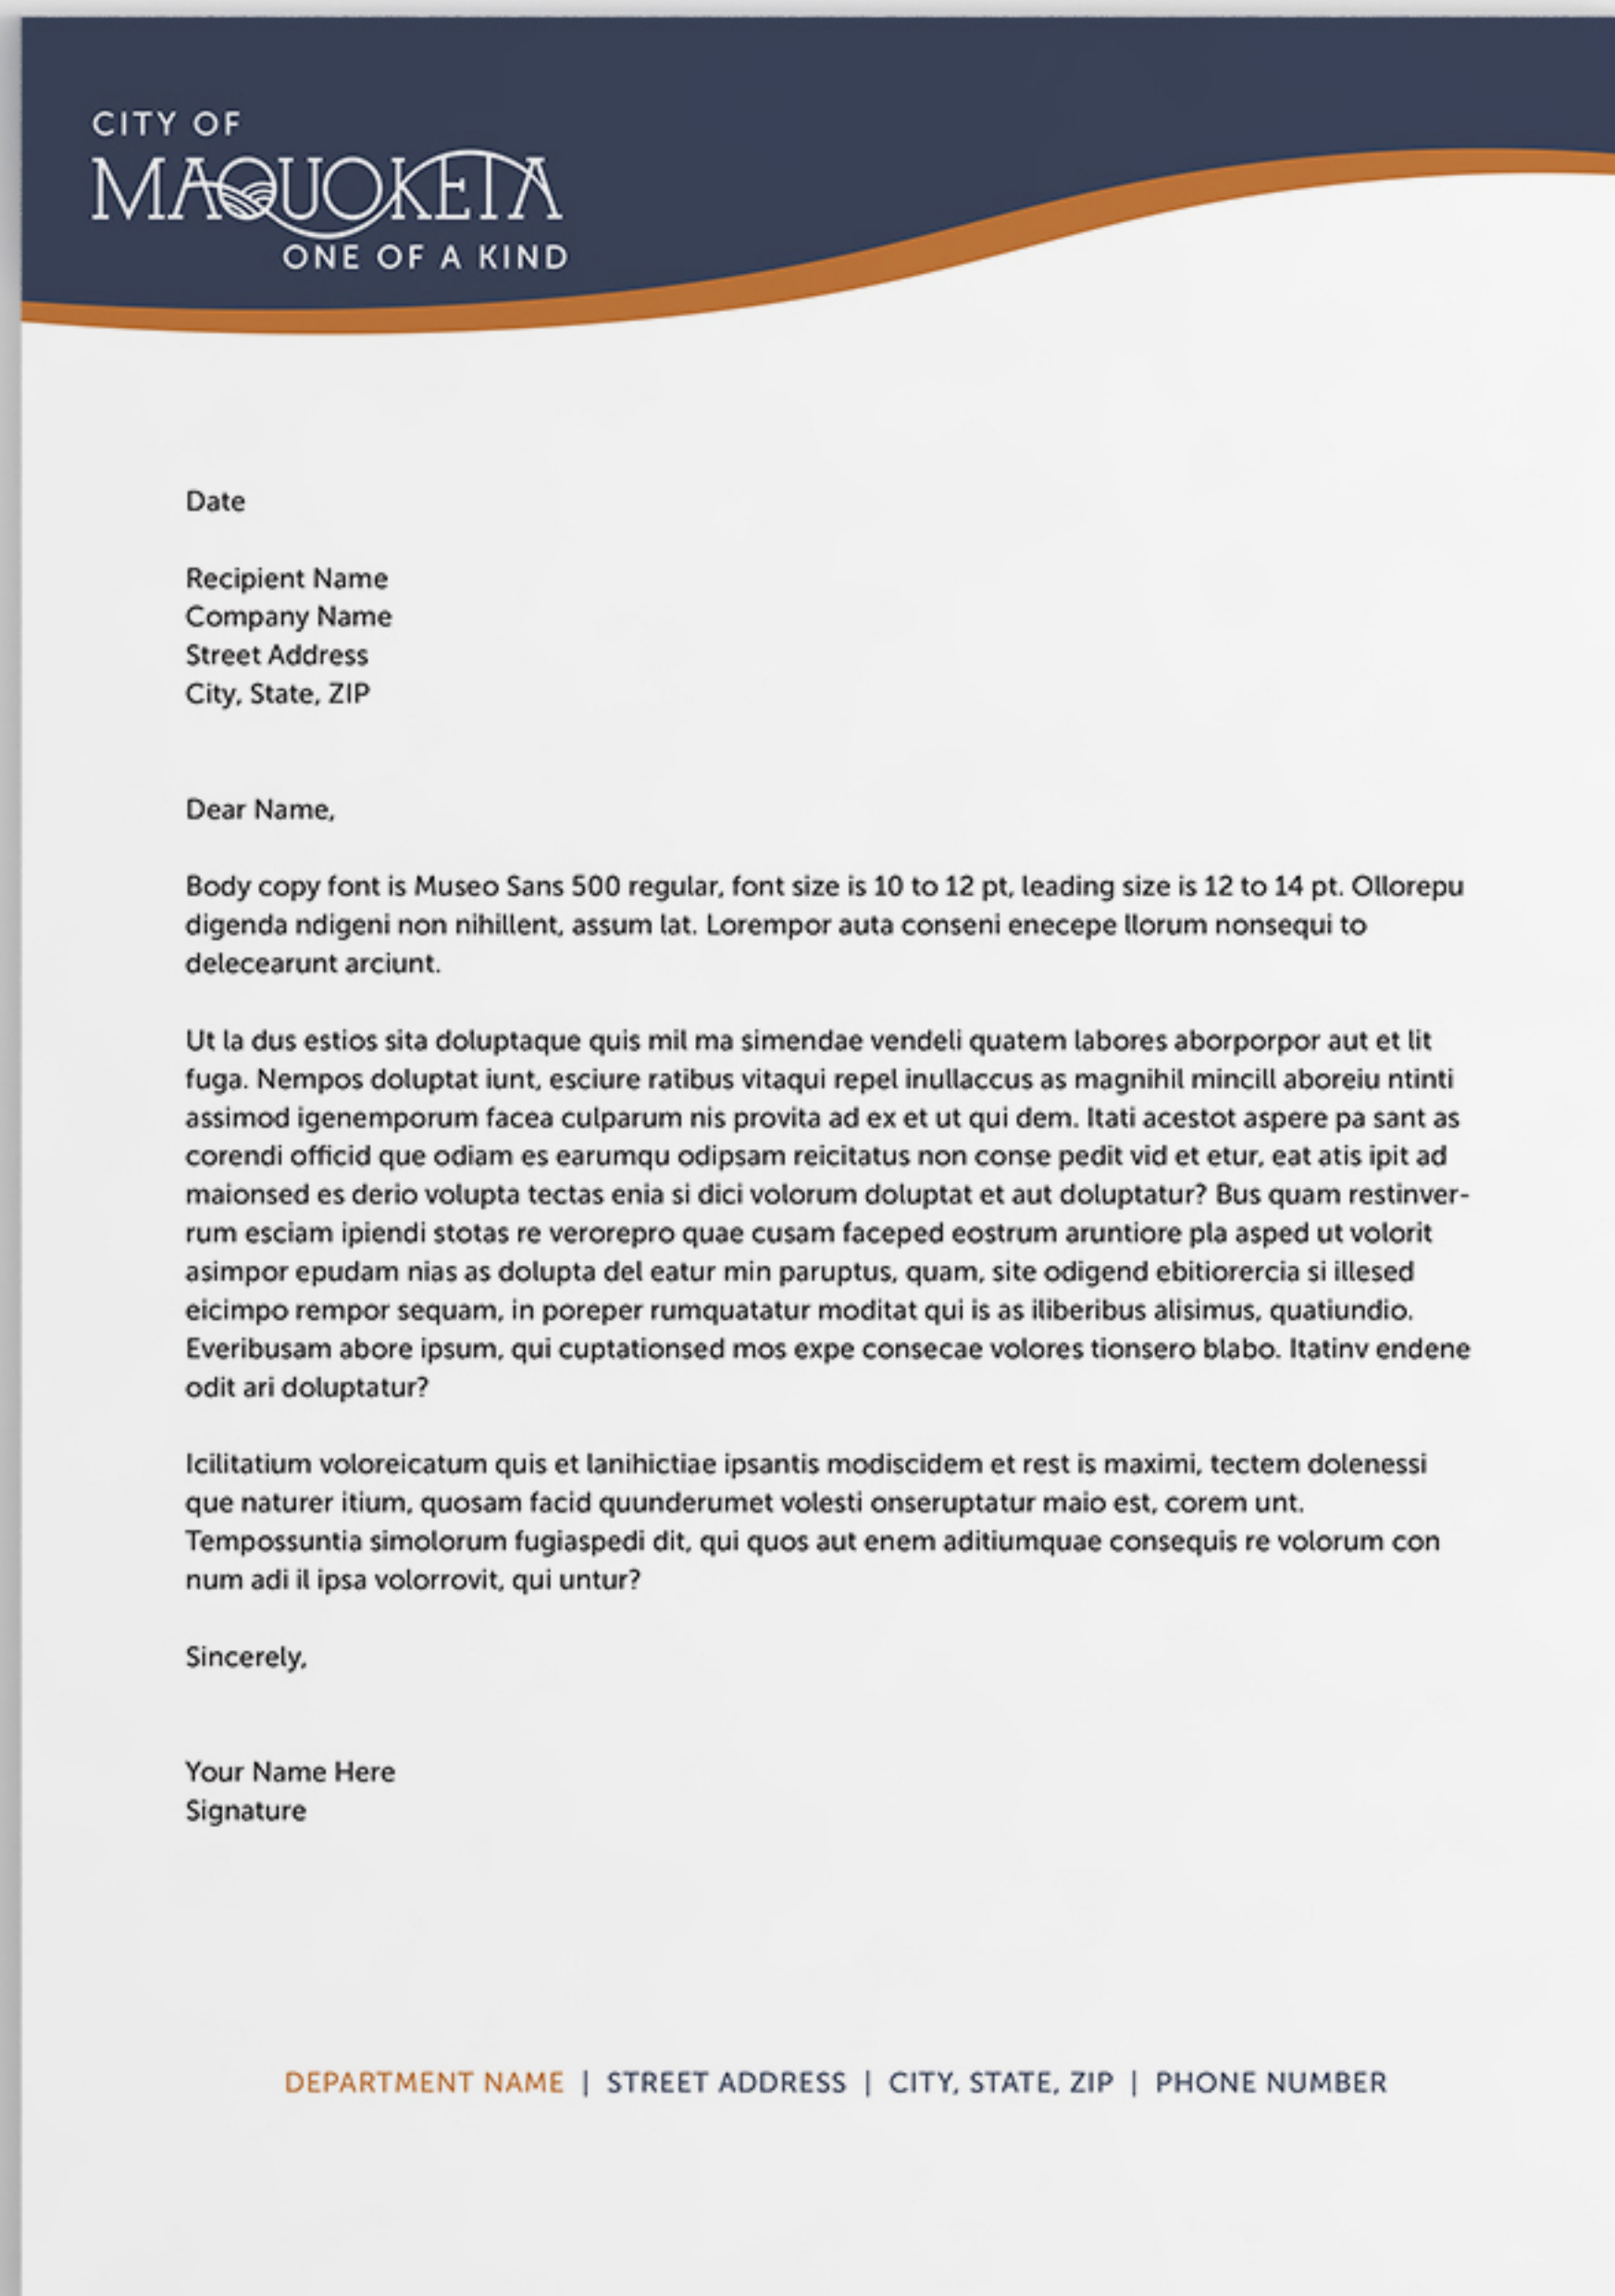 CITY OF
MAQUOKETA
ONE OF A KIND
Date
Recipient Name
Company Name
Street Address
City, State, ZIP
Dear Name,
Body copy font is Museo Sans 500 regular, font size is 10 to 12 pt, leading size is 12 to 14 pt. Ollorepu
digenda ndigeni non nihillent, assum lat. Lorempor auta conseni enecepe llorum nonsequi to
delecearunt arciunt.
Ut la dus estios sita doluptaque quis mil ma simendae vendeli quatem labores aborporpor aut et lit
fuga. Nempos doluptat iunt, esciure ratibus vitaqui repel inullaccus as magnihil mincill aboreiu ntinti
assimod igenemporum facea culparum nis provita ad ex et ut qui dem. Itati acestot aspere pa sant as
corendi officid que odiam es earumqu odipsam reicitatus non conse pedit vid et etur, eat atis ipit ad
maionsed es derio volupta tectas enia si dici volorum doluptat et aut doluptatur? Bus quam restinver-
rum esciam ipiendi stotas re verorepro quae cusam faceped eostrum aruntiore pla asped ut volorit
asimpor epudam nias as dolupta del eatur min paruptus, quam, site odigend ebitiorercia si illesed
eicimpo rempor sequam, in poreper rumquatatur moditat qui is as iliberibus alisimus, quatiundio.
Everibusam abore ipsum, qui cuptationsed mos expe consecae volores tionsero blabo. Itatinv endene
odit ari doluptatur?
Icilitatium voloreicatum quis et lanihictiae ipsantis modiscidem et rest is maximi, tectem dolenessi
que naturer itium, quosam facid quunderumet volesti onseruptatur maio est, corem unt.
Tempossuntia simolorum fugiaspedi dit, qui quos aut enem aditiumquae consequis re volorum con
num adi il ipsa volorrovit, qui untur?
Sincerely,
Your Name Here
Signature
DEPARTMENT NAME | STREET ADDRESS | CITY, STATE, ZIP | PHONE NUMBER